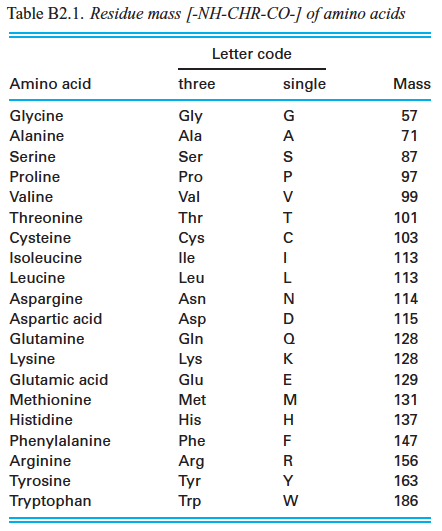 Table B2.1. Residue mass [-NH-CHR-CO-] of amino acids
Letter code
Amino acid three single Mass
Glycine Gly G 57
Alanine Ala A 71
Serine Ser S 87
Proline Pro P 97
Valine Val V 99
Threonine Thr T 101
Cysteine Cys C 103
Isoleucine Ile I 113
Leucine Leu L 113
Aspargine Asn N 114
Aspartic acid Asp D 115
Glutamine Gln Q 128
Lysine Lys K 128
Glutamic acid Glu E 129
Methionine Met M 131
Histidine His H 137
Phenylalanine Phe F 147
Arginine Arg R 156
Tyrosine Tyr Y 163
Tryptophan Trp W 186